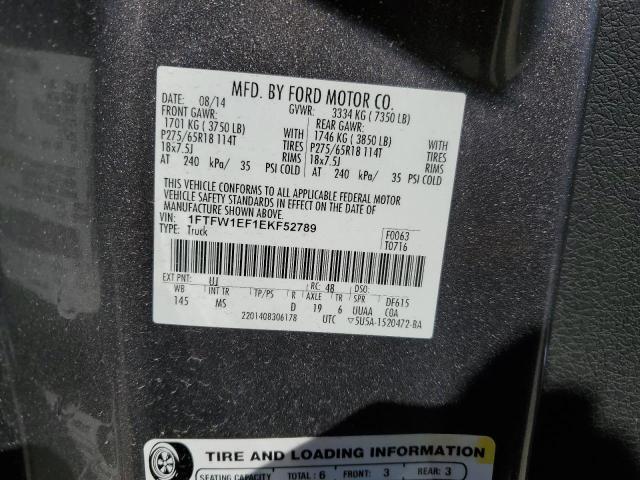 MFD. BY FORD MOTOR CO.
DATE: 08/14 GVWR: 3334 KG ( 7350 LB)
FRONT GAWR: REAR GAWR:
1701 KG ( 3750 LB) WITH 1746 KG ( 3850 LB) WITH
P275/65R18 114T TIRES P275/65R18 114T TIRES
18x7.5J RIMS 18x7.5J RIMS
AT 240 kPa/ 35 PSI COLD AT 240 kPa/ 35 PSI COLD
THIS VEHICLE CONFORMS TO ALL APPLICABLE FEDERAL MOTOR
VEHICLE SAFETY STANDARDS IN EFFECT ON THE DATE OF
MANUFACTURE SHOWN ABOVE.
VIN: 1FTFW1EF1EKF52789 F0063
TYPE: Truck T0716
EXT PNT: UJ RC: 48 DSO:
WB INT TR TP/PS R AXLE TR SPR DF615
145 MS D 19 6 UUAA COA
2201408306178 UTC ▽5U5A-1520472-BA
TIRE AND LOADING INFORMATION
SEATING CAPACITY TOTAL : 6 FRONT: 3 REAR: 3